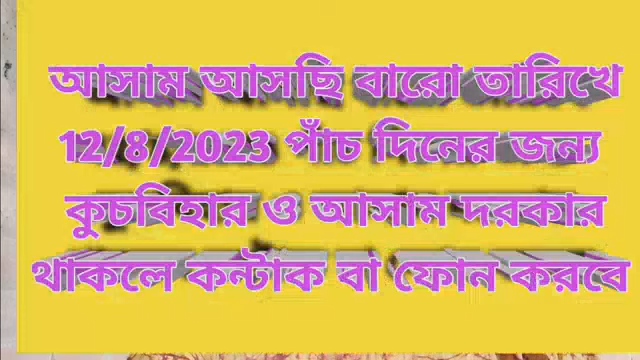 আসাম আসছি বারো তারিখে
12/8/2023 পাঁচ দিনের জন্য
কুচবিহার ও আসাম দরকার
থাকলে কন্টাক বা ফোন করবে